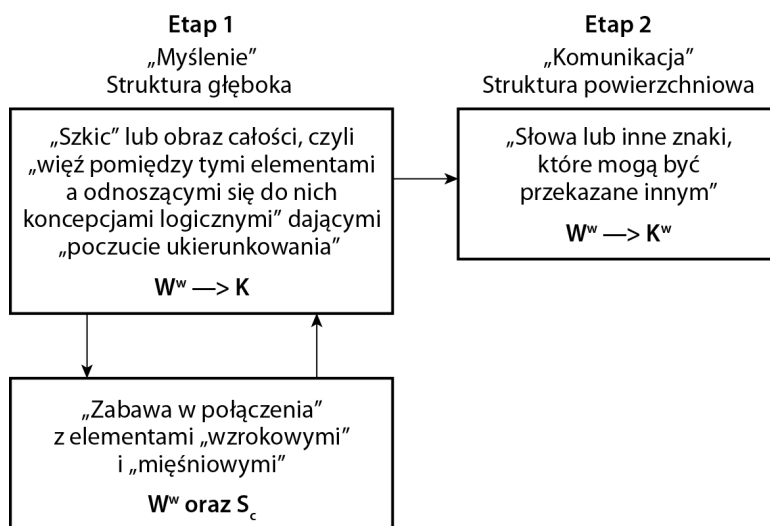 Etap 1
„Myślenie”
Struktura głęboka
„Szkic” lub obraz całości, czyli
„więź pomiędzy tymi elementami
a odnoszącymi się do nich
koncepcjami logicznymi” dającymi
„poczucie ukierunkowania”
Wʷ —> K
„Zabawa w połączenia”
z elementami „wzrokowymi”
i „mięśniowymi”
Wʷ oraz S_c
Etap 2
„Komunikacja”
Struktura powierzchniowa
„Słowa lub inne znaki,
które mogą być
przekazane innym”
Wʷ —> Kʷ